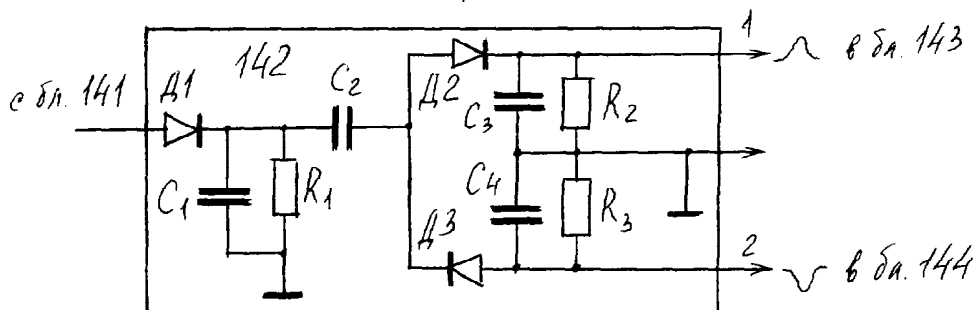 с бл. 141
142
Д1
C1
R1
C2
Д2
C3
R2
C4
R3
Д3
1
в бл. 143
2
в бл. 144